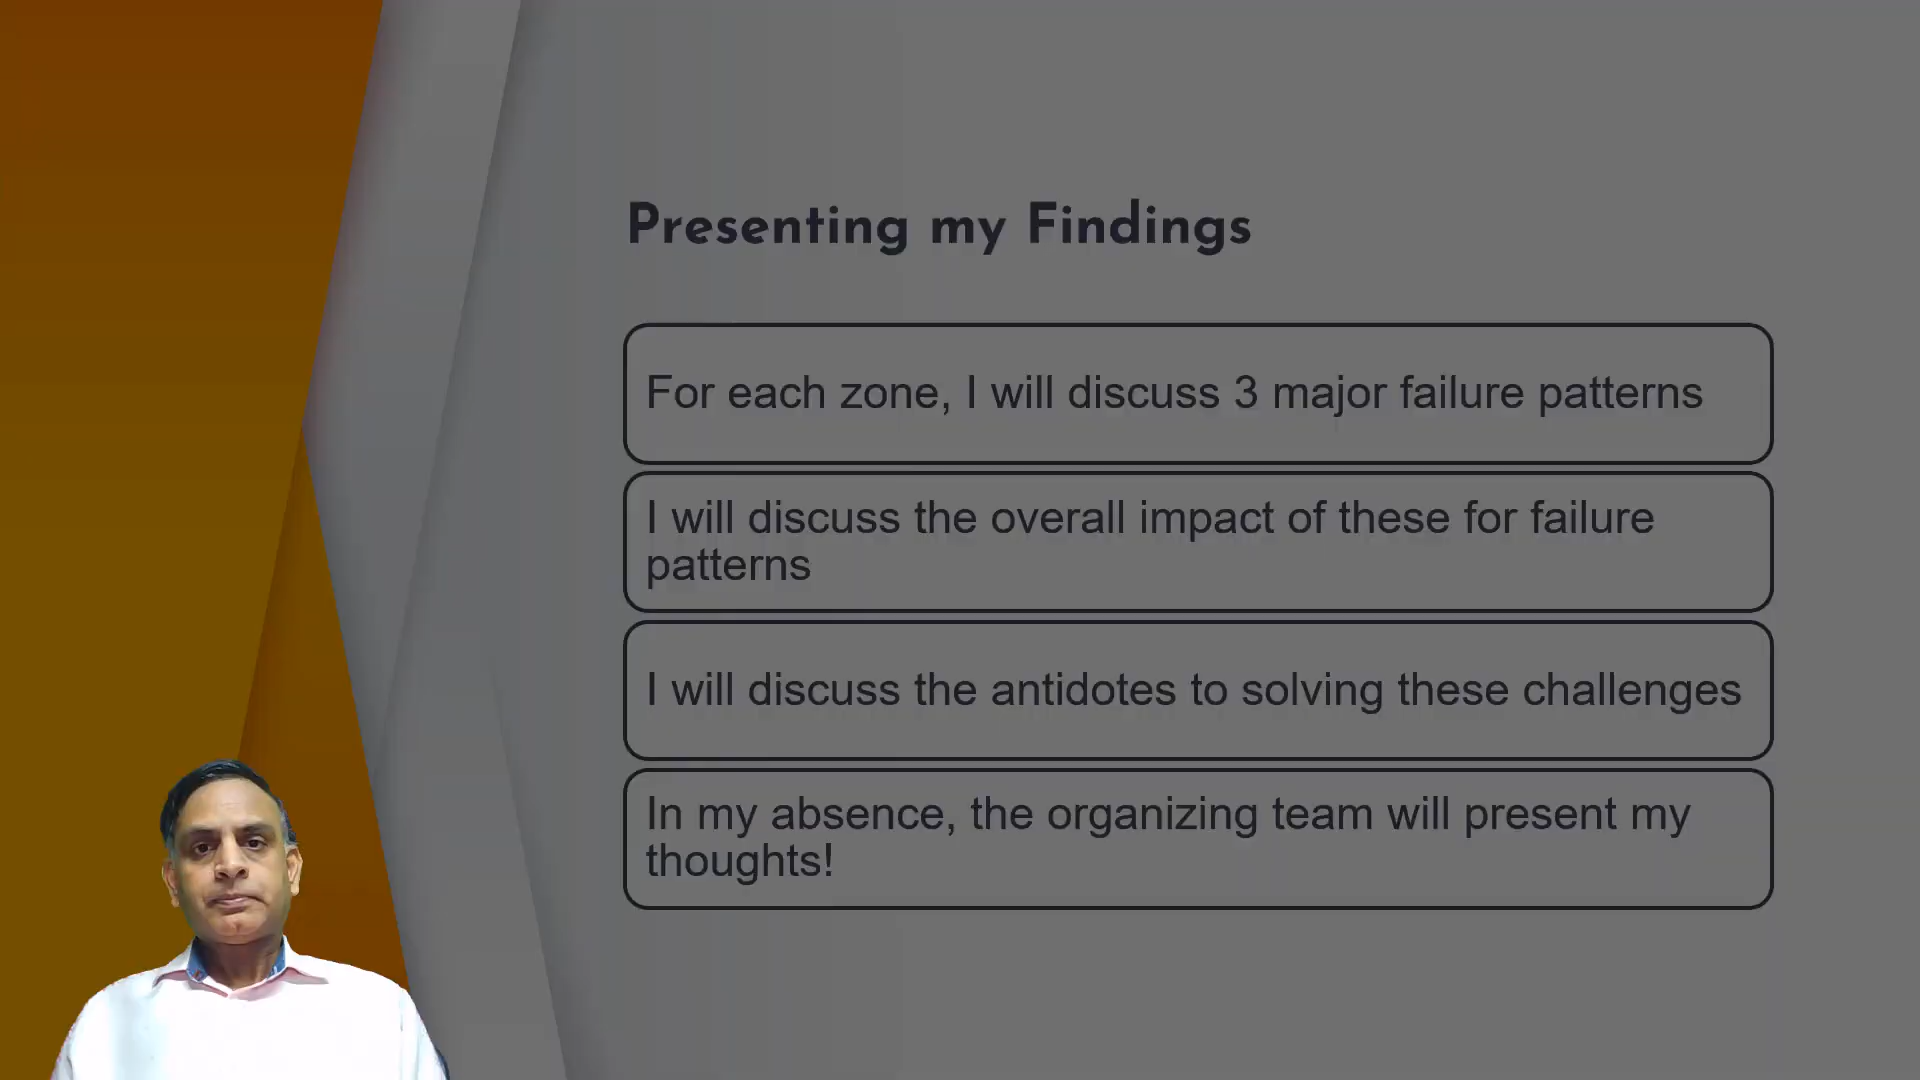 Presenting my Findings
For each zone, I will discuss 3 major failure patterns
I will discuss the overall impact of these for failure
patterns
I will discuss the antidotes to solving these challenges
In my absence, the organizing team will present my
thoughts!